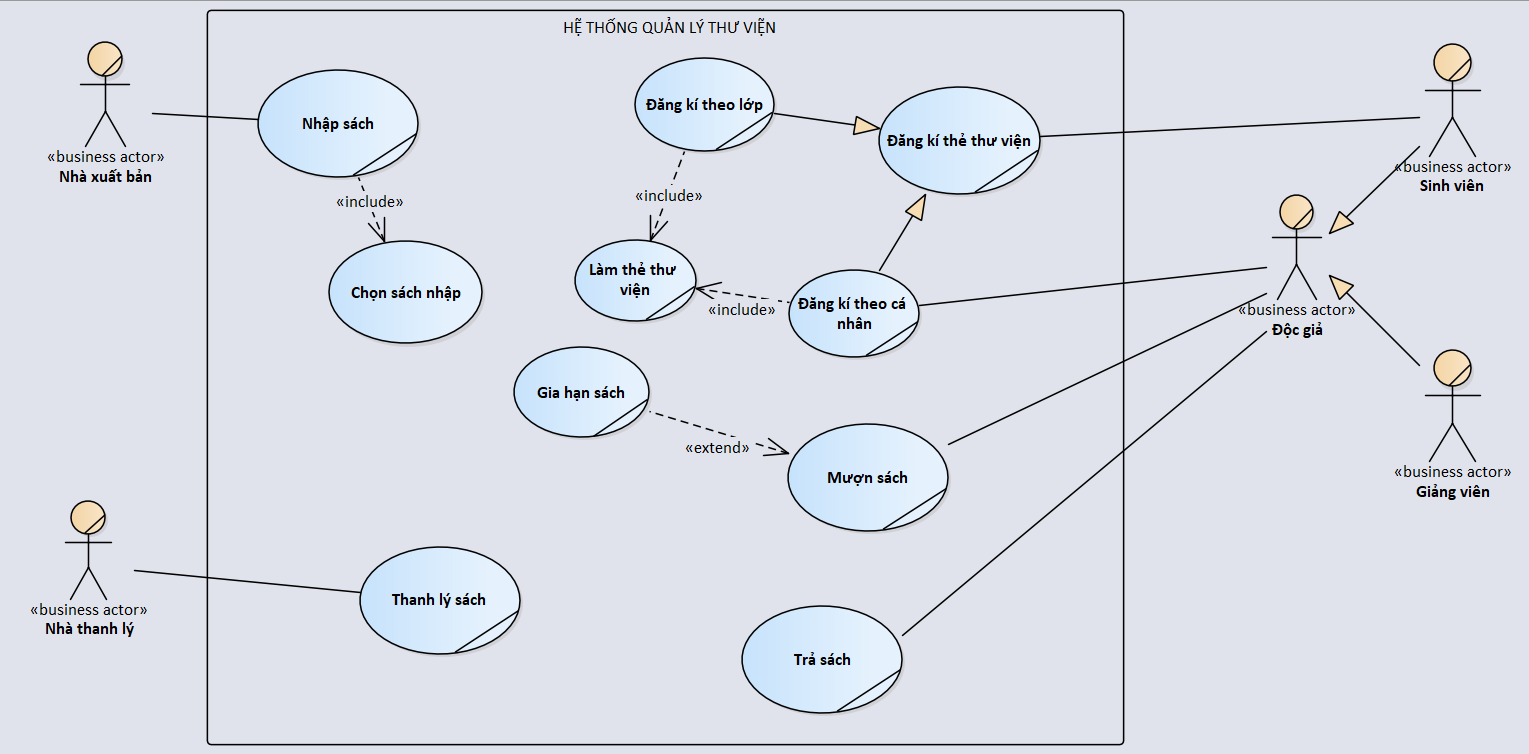 HỆ THỐNG QUẢN LÝ THƯ VIỆN
«business actor»
Nhà xuất bản
Nhập sách
«include»
Chọn sách nhập
Đăng kí theo lớp
Đăng kí thẻ thư viện
«include»
Làm thẻ thư
viện
«include»
Đăng kí theo cá
nhân
«business actor»
Sinh viên
«business actor»
Độc giả
«business actor»
Giảng viên
Gia hạn sách
«extend»
Mượn sách
«business actor»
Nhà thanh lý
Thanh lý sách
Trả sách